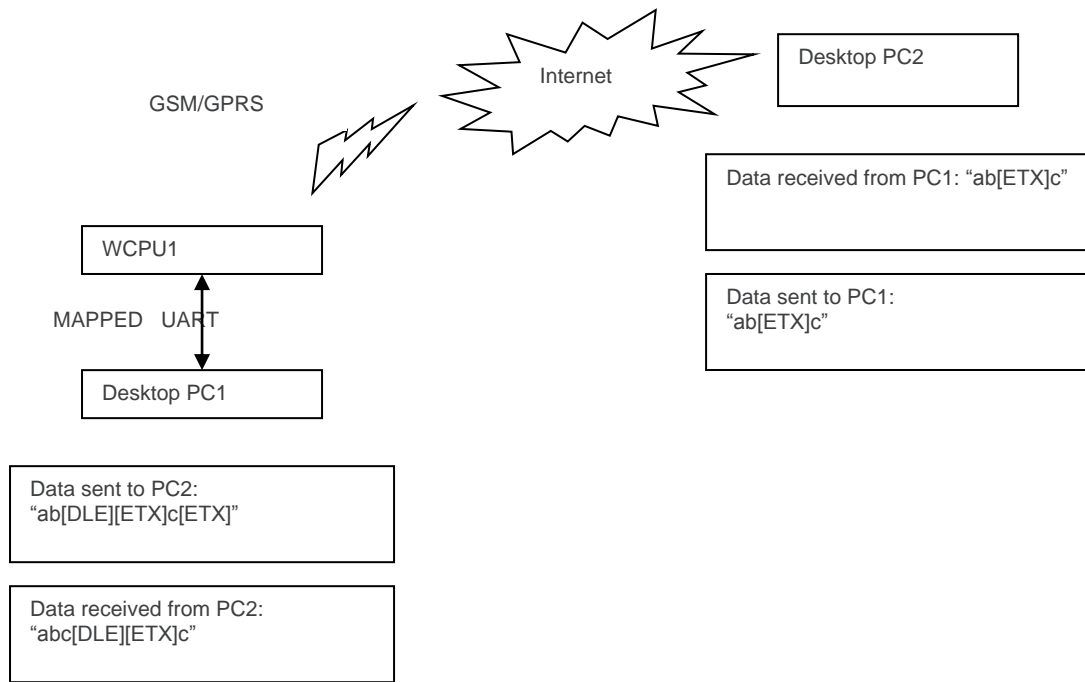 Internet
Desktop PC2
GSM/GPRS
Data received from PC1: “ab[ETX]c”
WCPU1
Data sent to PC1:
“ab[ETX]c”
MAPPED UART
Desktop PC1
Data sent to PC2:
“ab[DLE][ETX]c[ETX]”
Data received from PC2:
“abc[DLE][ETX]c”